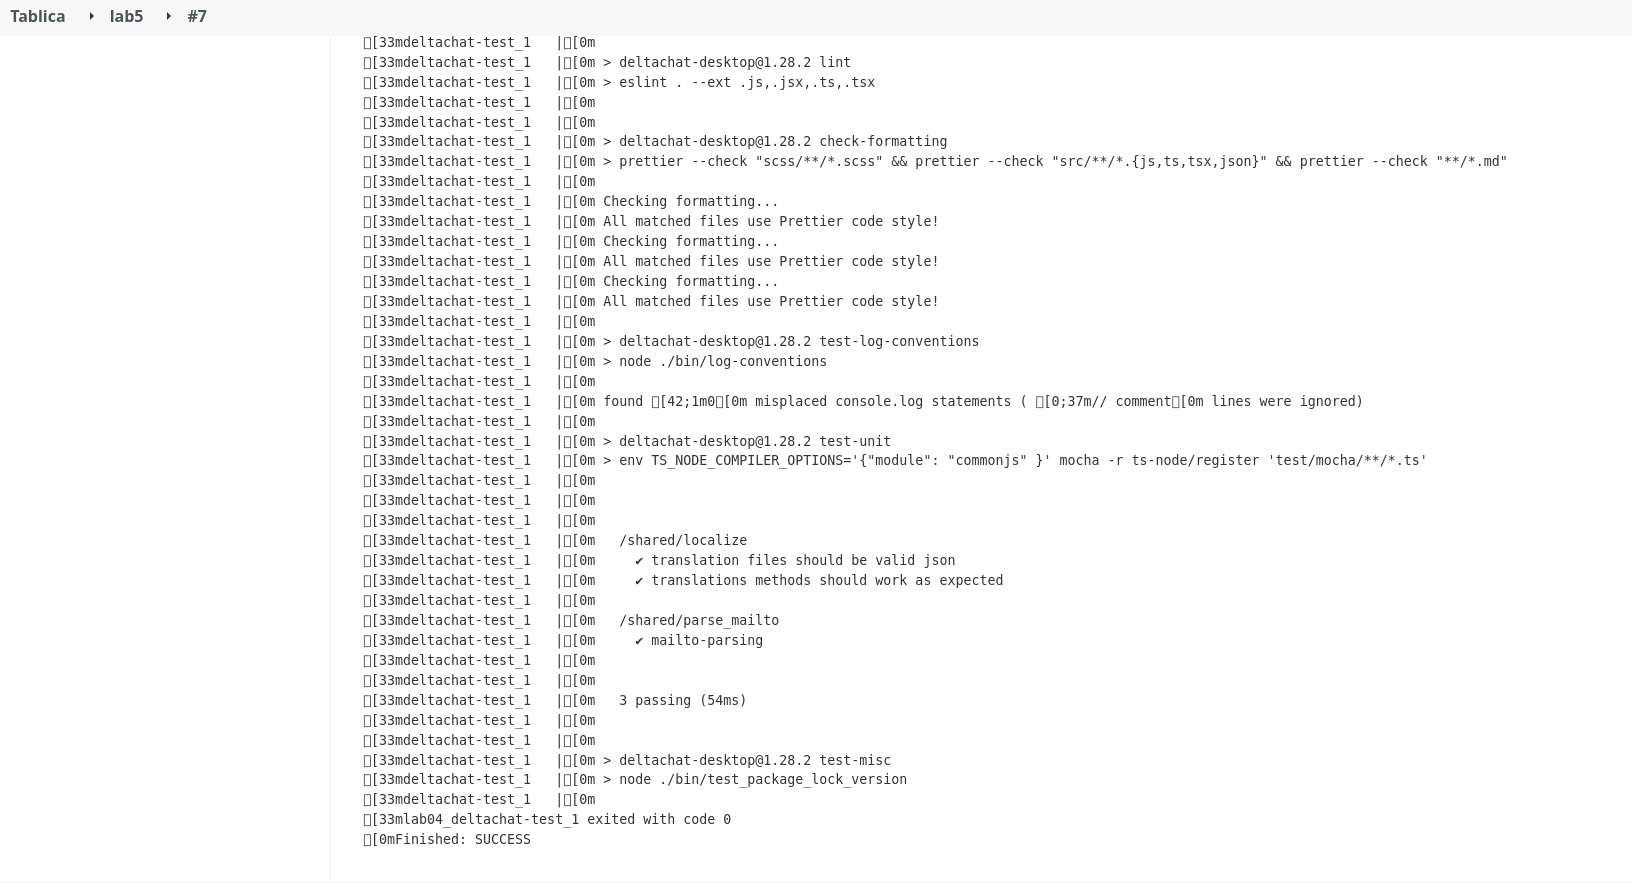 Tablica ▸ lab5 ▸ #7
▯[33mdeltachat-test_1   |▯[0m
▯[33mdeltachat-test_1   |▯[0m > deltachat-desktop@1.28.2 lint
▯[33mdeltachat-test_1   |▯[0m > eslint . --ext .js,.jsx,.ts,.tsx
▯[33mdeltachat-test_1   |▯[0m
▯[33mdeltachat-test_1   |▯[0m
▯[33mdeltachat-test_1   |▯[0m > deltachat-desktop@1.28.2 check-formatting
▯[33mdeltachat-test_1   |▯[0m > prettier --check "scss/**/*.scss" && prettier --check "src/**/*.{js,ts,tsx,json}" && prettier --check "**/*.md"
▯[33mdeltachat-test_1   |▯[0m
▯[33mdeltachat-test_1   |▯[0m Checking formatting...
▯[33mdeltachat-test_1   |▯[0m All matched files use Prettier code style!
▯[33mdeltachat-test_1   |▯[0m Checking formatting...
▯[33mdeltachat-test_1   |▯[0m All matched files use Prettier code style!
▯[33mdeltachat-test_1   |▯[0m Checking formatting...
▯[33mdeltachat-test_1   |▯[0m All matched files use Prettier code style!
▯[33mdeltachat-test_1   |▯[0m
▯[33mdeltachat-test_1   |▯[0m > deltachat-desktop@1.28.2 test-log-conventions
▯[33mdeltachat-test_1   |▯[0m > node ./bin/log-conventions
▯[33mdeltachat-test_1   |▯[0m
▯[33mdeltachat-test_1   |▯[0m found ▯[42;1m0▯[0m misplaced console.log statements ( ▯[0;37m// comment▯[0m lines were ignored)
▯[33mdeltachat-test_1   |▯[0m
▯[33mdeltachat-test_1   |▯[0m > deltachat-desktop@1.28.2 test-unit
▯[33mdeltachat-test_1   |▯[0m > env TS_NODE_COMPILER_OPTIONS='{"module": "commonjs" }' mocha -r ts-node/register 'test/mocha/**/*.ts'
▯[33mdeltachat-test_1   |▯[0m
▯[33mdeltachat-test_1   |▯[0m
▯[33mdeltachat-test_1   |▯[0m
▯[33mdeltachat-test_1   |▯[0m   /shared/localize
▯[33mdeltachat-test_1   |▯[0m     ✔ translation files should be valid json
▯[33mdeltachat-test_1   |▯[0m     ✔ translations methods should work as expected
▯[33mdeltachat-test_1   |▯[0m
▯[33mdeltachat-test_1   |▯[0m   /shared/parse_mailto
▯[33mdeltachat-test_1   |▯[0m     ✔ mailto-parsing
▯[33mdeltachat-test_1   |▯[0m
▯[33mdeltachat-test_1   |▯[0m
▯[33mdeltachat-test_1   |▯[0m   3 passing (54ms)
▯[33mdeltachat-test_1   |▯[0m
▯[33mdeltachat-test_1   |▯[0m
▯[33mdeltachat-test_1   |▯[0m > deltachat-desktop@1.28.2 test-misc
▯[33mdeltachat-test_1   |▯[0m > node ./bin/test_package_lock_version
▯[33mdeltachat-test_1   |▯[0m
▯[33mlab04_deltachat-test_1 exited with code 0
▯[0mFinished: SUCCESS